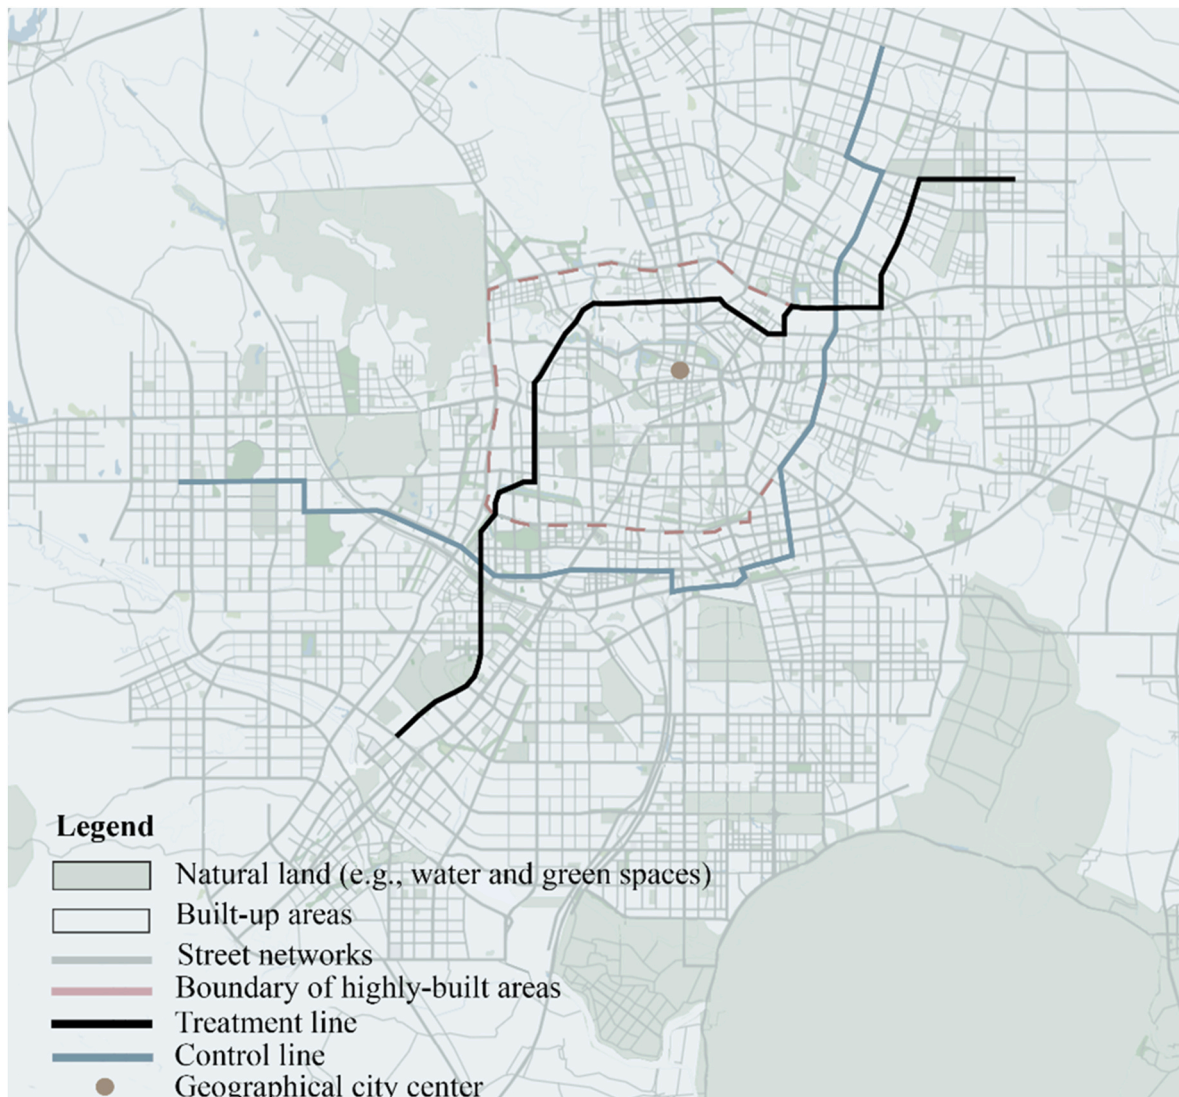 Legend
Natural land (e.g., water and green spaces)
Built-up areas
Street networks
Boundary of highly-built areas
Treatment line
Control line
Geographical city center